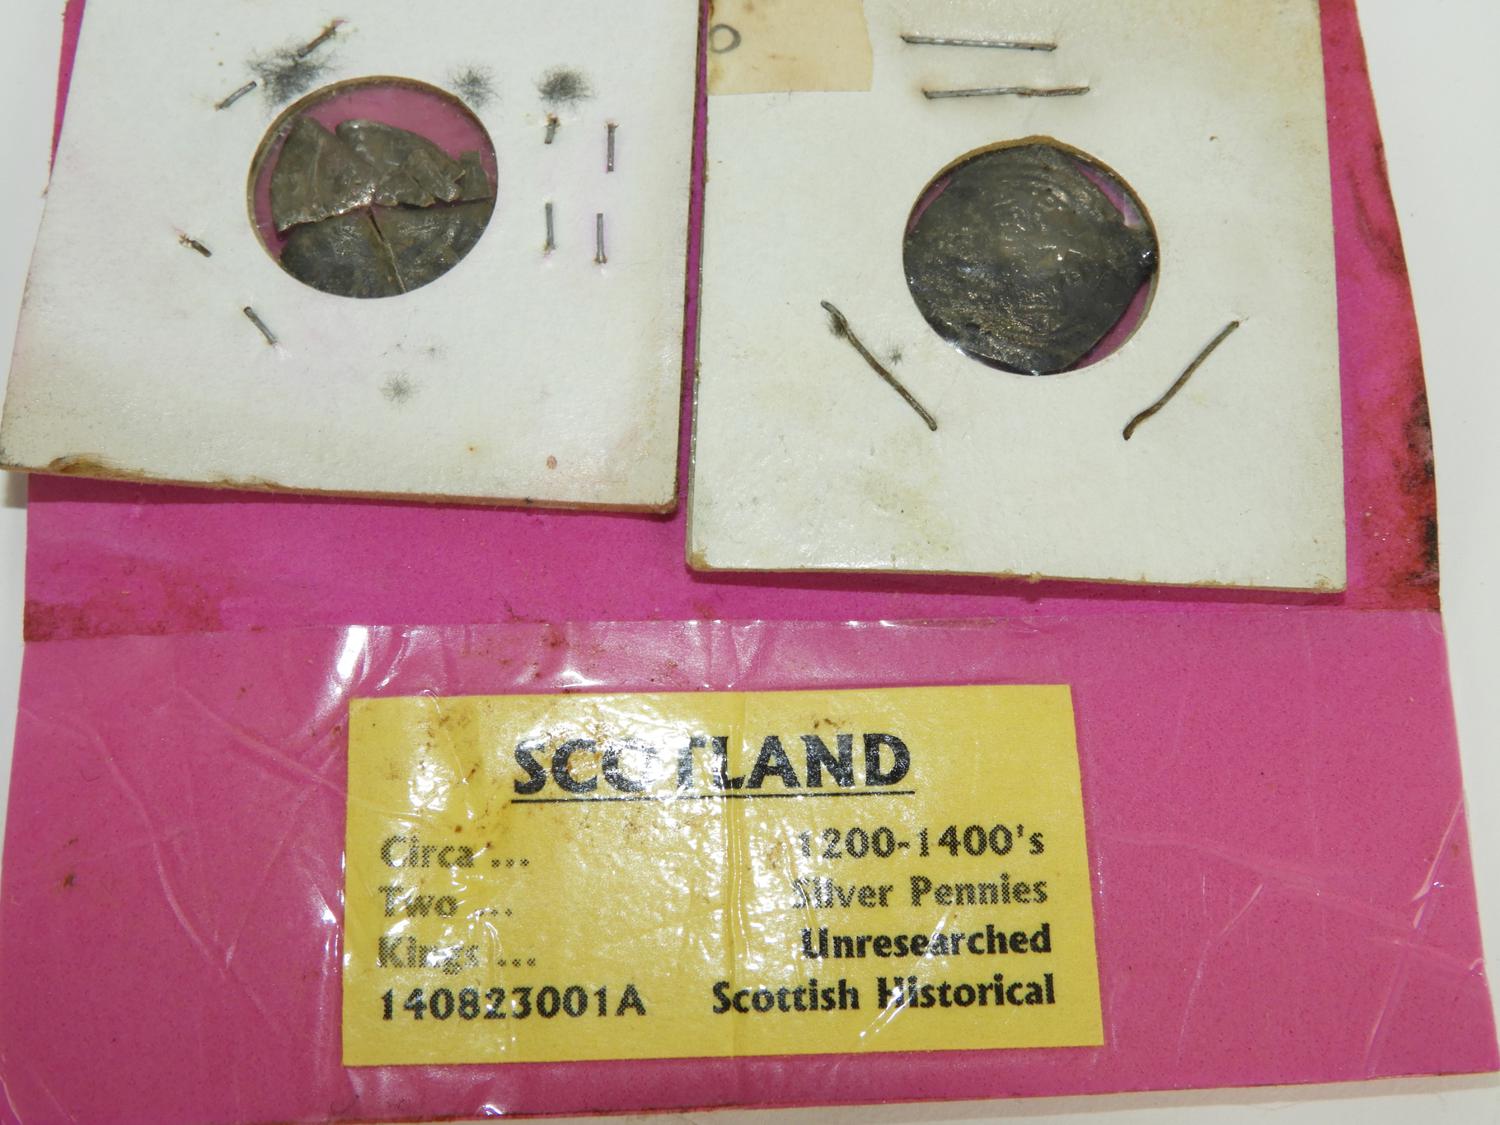 O
SCOTLAND
Circa ... 1200-1400's
Two ... Silver Pennies
Kings ... Unresearched
140823001A Scottish Historical